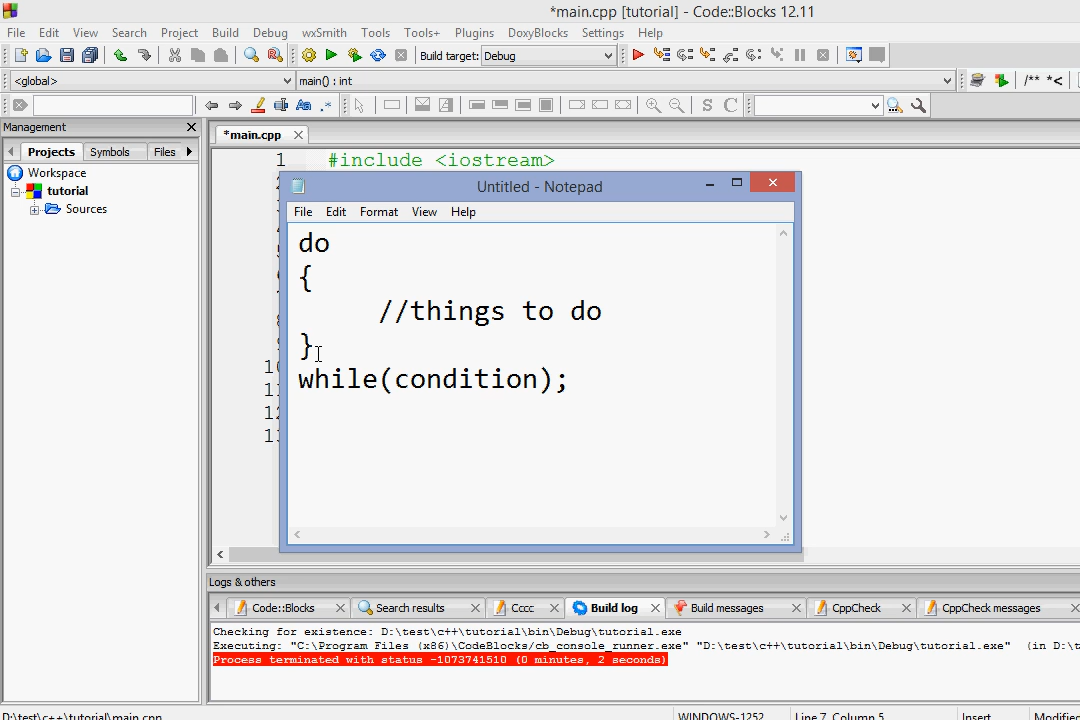 *main.cpp [tutorial] - Code::Blocks 12.11
File Edit View Search Project Build Debug wxSmith Tools Tools+ Plugins DoxyBlocks Settings Help
Build target: Debug
<global> main() : int /** *<
Management
Projects Symbols Files
Workspace
tutorial
Sources
*main.cpp
1 #include <iostream>
Untitled - Notepad
File Edit Format View Help
do
{
//things to do
}
while(condition);
Logs & others
Code::Blocks Search results Cccc Build log Build messages CppCheck CppCheck messages
Checking for existence: D:\test\c++\tutorial\bin\Debug\tutorial.exe
Executing: "C:\Program Files (x86)\CodeBlocks/cb_console_runner.exe" "D:\test\c++\tutorial\bin\Debug\tutorial.exe" (in D:\t
Process terminated with status -1073741510 (0 minutes, 2 seconds)
D:\test\c++\tutorial\main.cpp WINDOWS-1252 Line 7, Column 5 Insert Modified